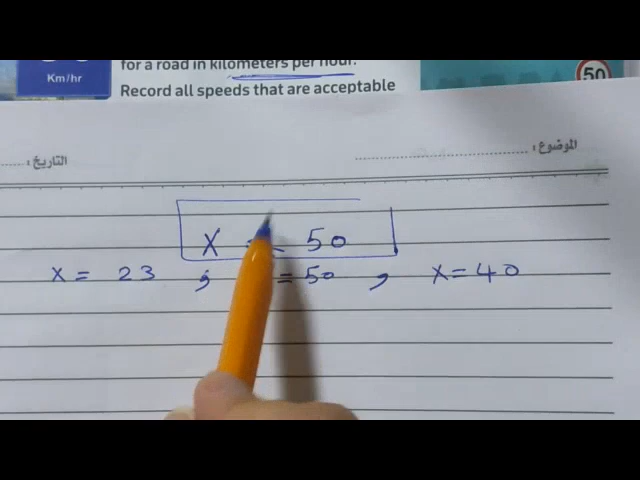 for a road in kilometers per hour.
Km/hr
Record all speeds that are acceptable
50
الموضوع :
التاريخ :
x 50
x = 23 , = 50 , x = 40